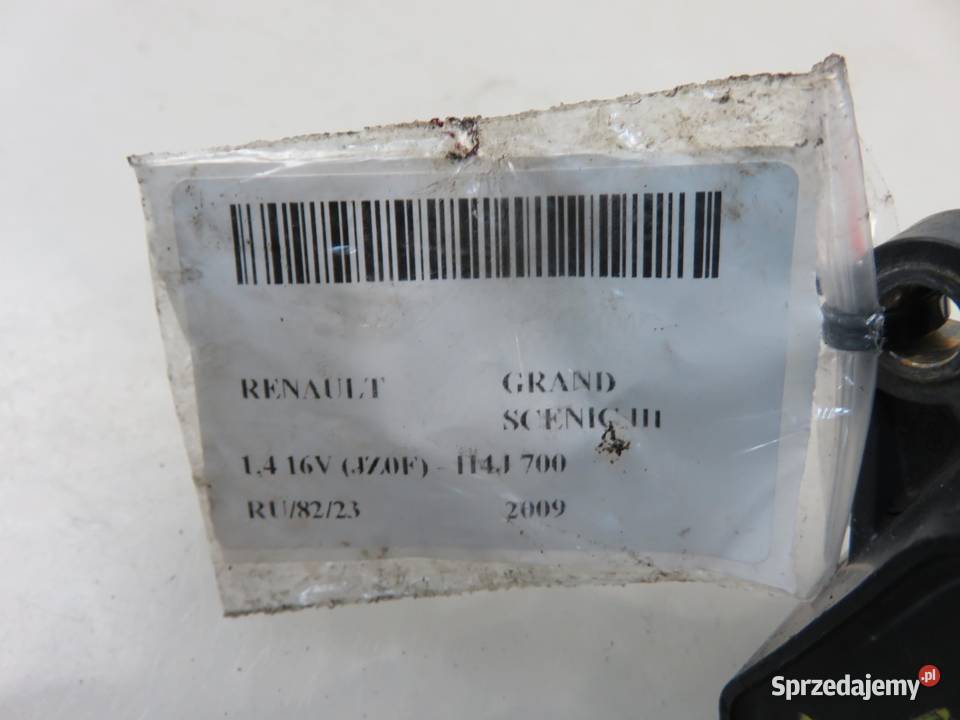 RENAULT GRAND
SCENIC III
1.4 16V (JZ0F) - H4J 700
RU/82/23 2009
Sprzedajemy.pl